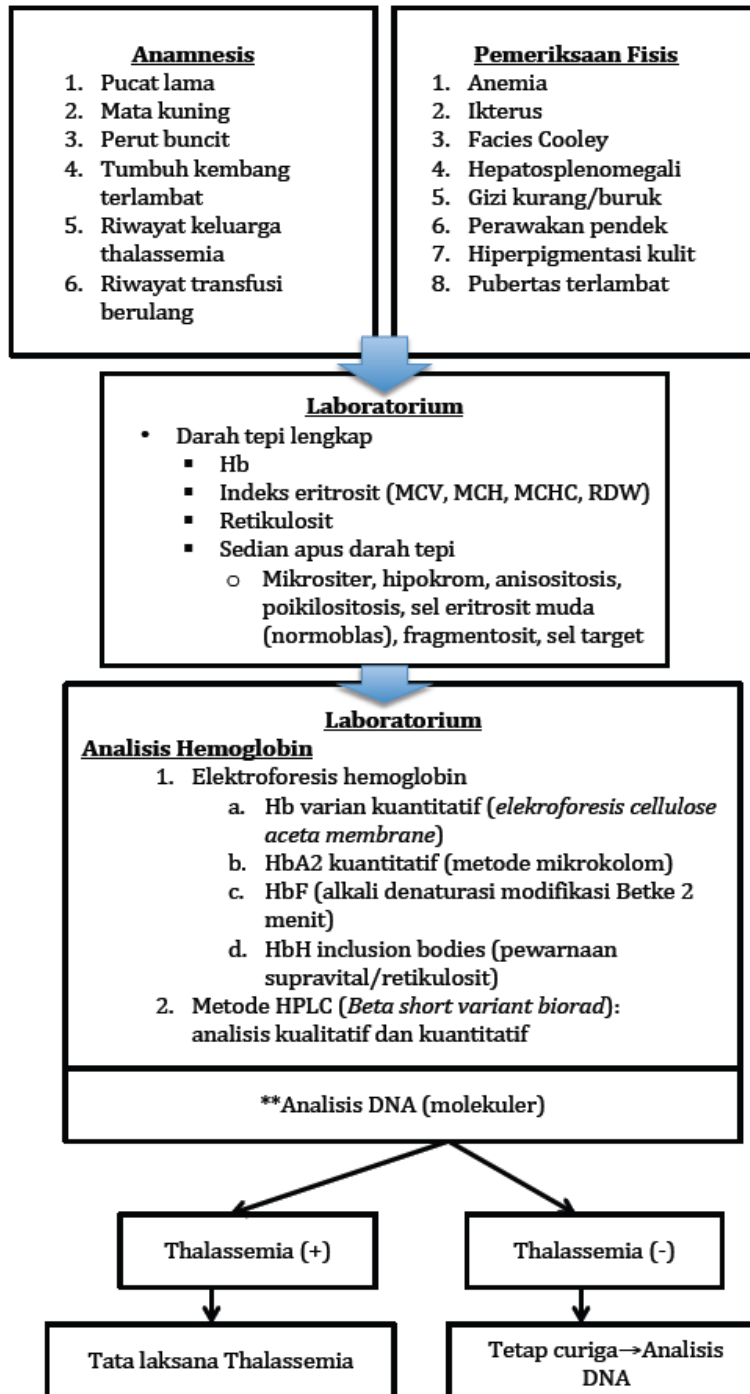 Anamnesis
1. Pucat lama
2. Mata kuning
3. Perut buncit
4. Tumbuh kembang
terlambat
5. Riwayat keluarga
thalassemia
6. Riwayat transfusi
berulang
Pemeriksaan Fisis
1. Anemia
2. Ikterus
3. Facies Cooley
4. Hepatosplenomegali
5. Gizi kurang/buruk
6. Perawakan pendek
7. Hiperpigmentasi kulit
8. Pubertas terlambat
Laboratorium
• Darah tepi lengkap
▪ Hb
▪ Indeks eritrosit (MCV, MCH, MCHC, RDW)
▪ Retikulosit
▪ Sedian apus darah tepi
o Mikrositer, hipokrom, anisositosis,
poikilositosis, sel eritrosit muda
(normoblas), fragmentosit, sel target
Laboratorium
Analisis Hemoglobin
1. Elektroforesis hemoglobin
a. Hb varian kuantitatif (elekroforesis cellulose
aceta membrane)
b. HbA2 kuantitatif (metode mikrokolom)
c. HbF (alkali denaturasi modifikasi Betke 2
menit)
d. HbH inclusion bodies (pewarnaan
supravital/retikulosit)
2. Metode HPLC (Beta short variant biorad):
analisis kualitatif dan kuantitatif
**Analisis DNA (molekuler)
Thalassemia (+)
Thalassemia (-)
Tata laksana Thalassemia
Tetap curiga→Analisis
DNA